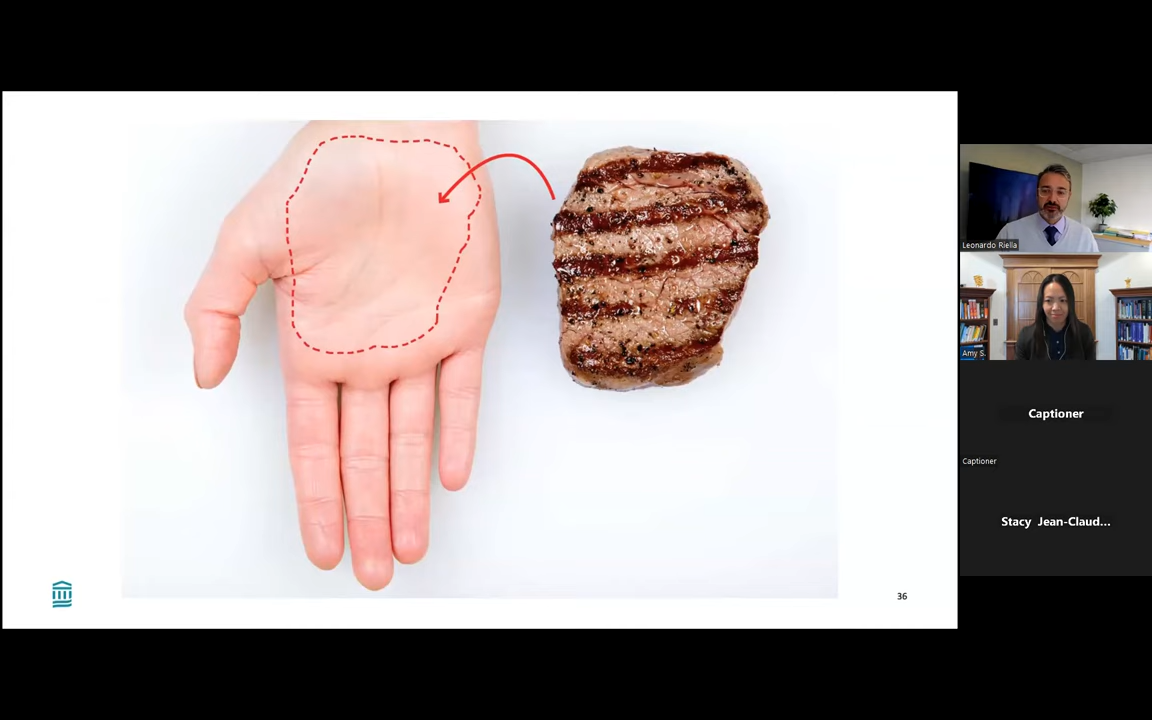 36
Leonardo Riella
Amy S.
Captioner
Captioner
Stacy Jean-Claud...